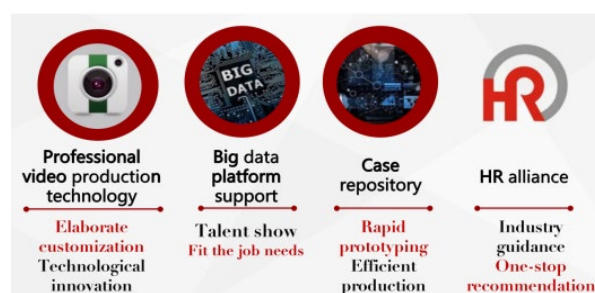 BIG
DATA
HR
Professional
video production
technology
Elaborate
customization
Technological
innovation
Big data
platform
support
Talent show
Fit the job needs
Case
repository
Rapid
prototyping
Efficient
production
HR alliance
Industry
guidance
One-stop
recommendation